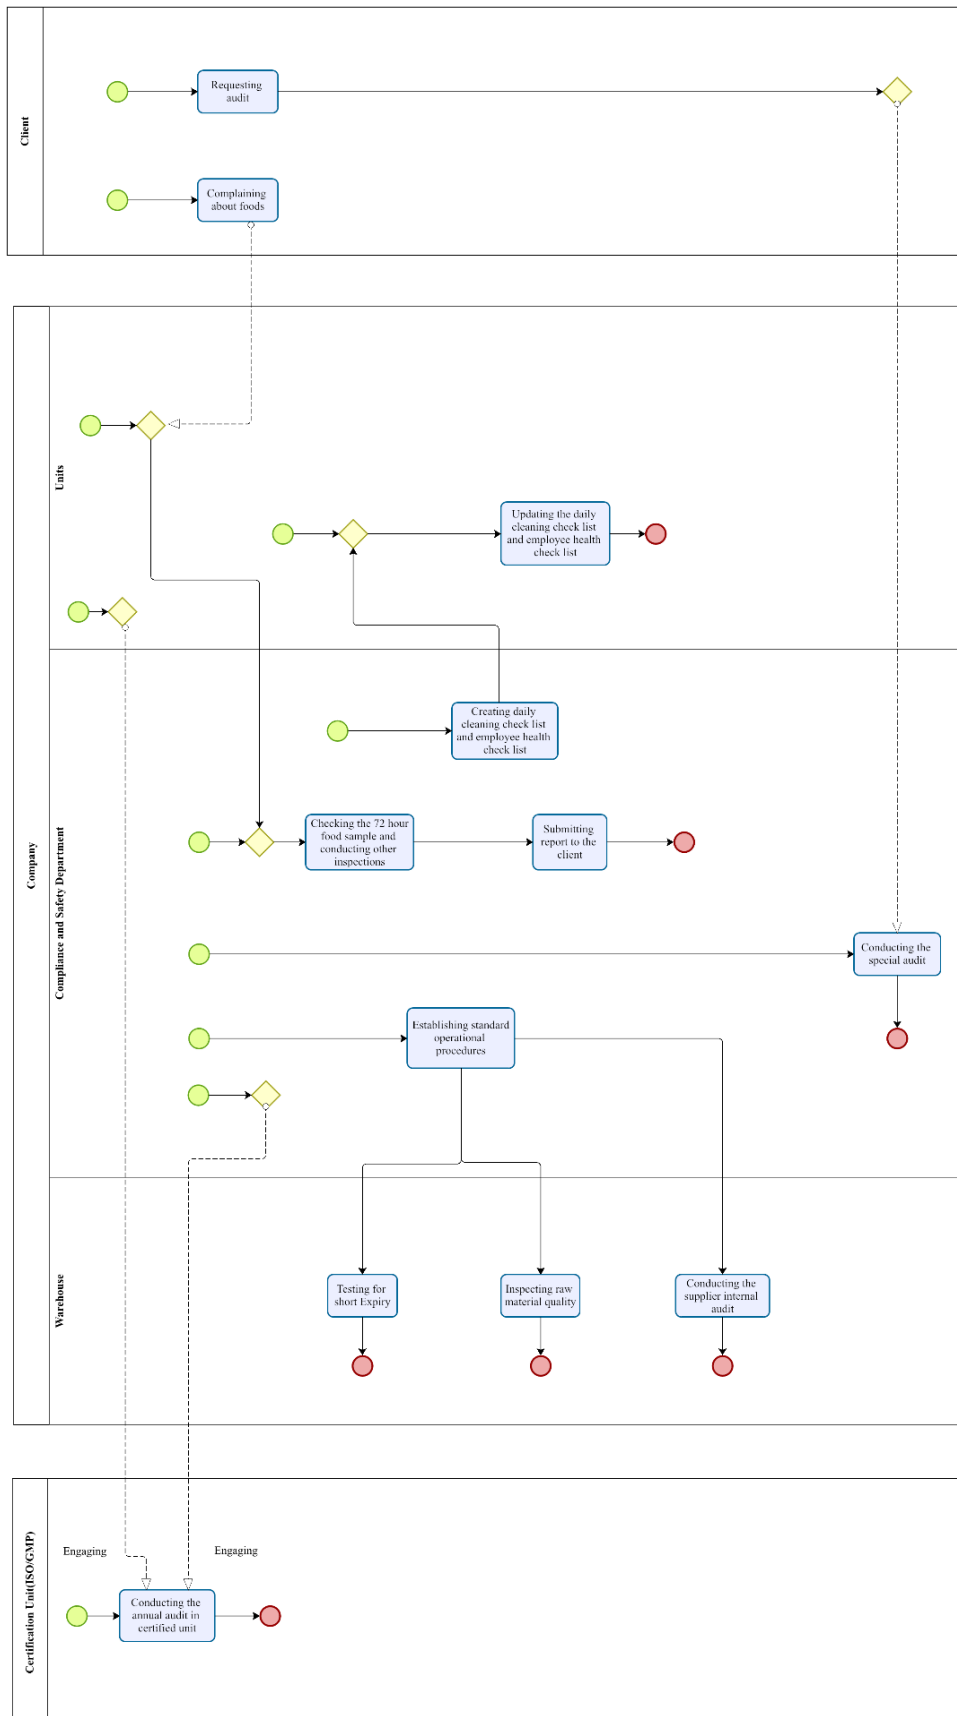 Client
Requesting
audit
Complaining
about foods
Company
Units
Updating the daily
cleaning check list
and employee health
check list
Compliance and Safety Department
Creating daily
cleaning check list
and employee health
check list
Checking the 72 hour
food sample and
conducting other
inspections
Submitting
report to the
client
Conducting the
special audit
Establishing standard
operational
procedures
Warehouse
Testing for
short Expiry
Inspecting raw
material quality
Conducting the
supplier internal
audit
Certification Unit(ISO/GMP)
Engaging
Engaging
Conducting the
annual audit in
certified unit